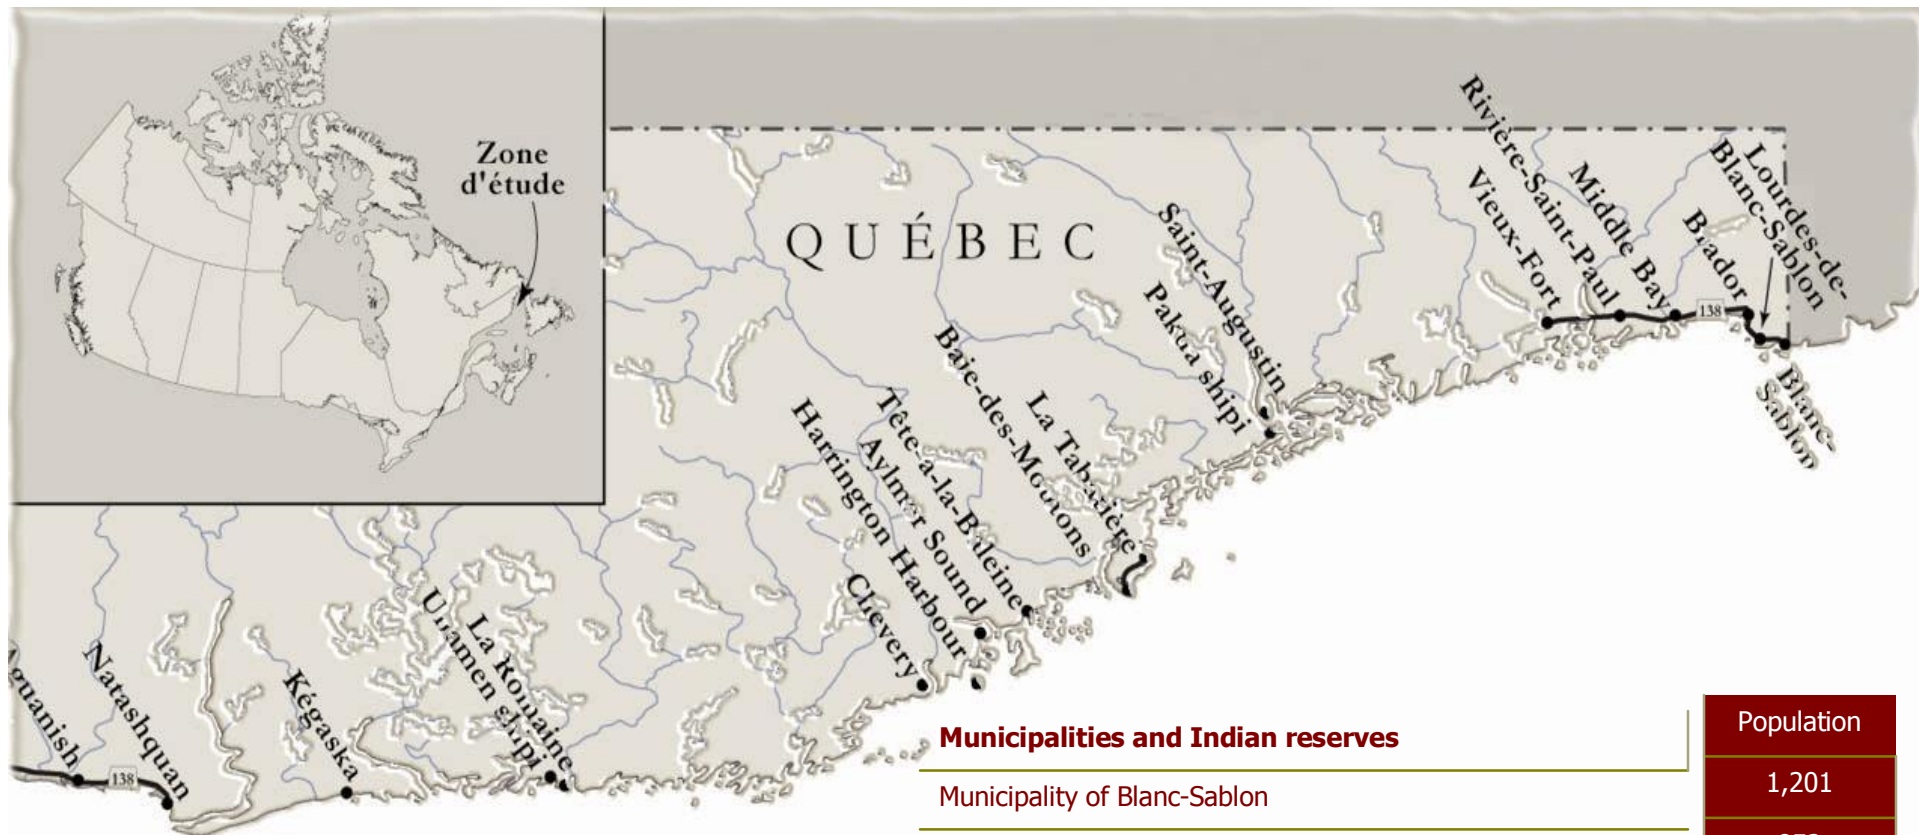 Zone
d'étude
QUÉBEC
Lourdes-de-
Blanc-Sablon
Rivière-Saint-Paul
Middle Bay
Brador
Vieux-Fort
138
Blanc-
Sablon
Saint-Augustin
Pakua shipi
Baie-des-Moutons
La Tabatière
Tête-à-la-Baleine
Aylmer Sound
Harrington Harbour
Chevery
La Romaine
Unamen shipi
Kégaska
Natashquan
Aguanish
138
Municipalities and Indian reserves
Population
Municipality of Blanc-Sablon
1,201